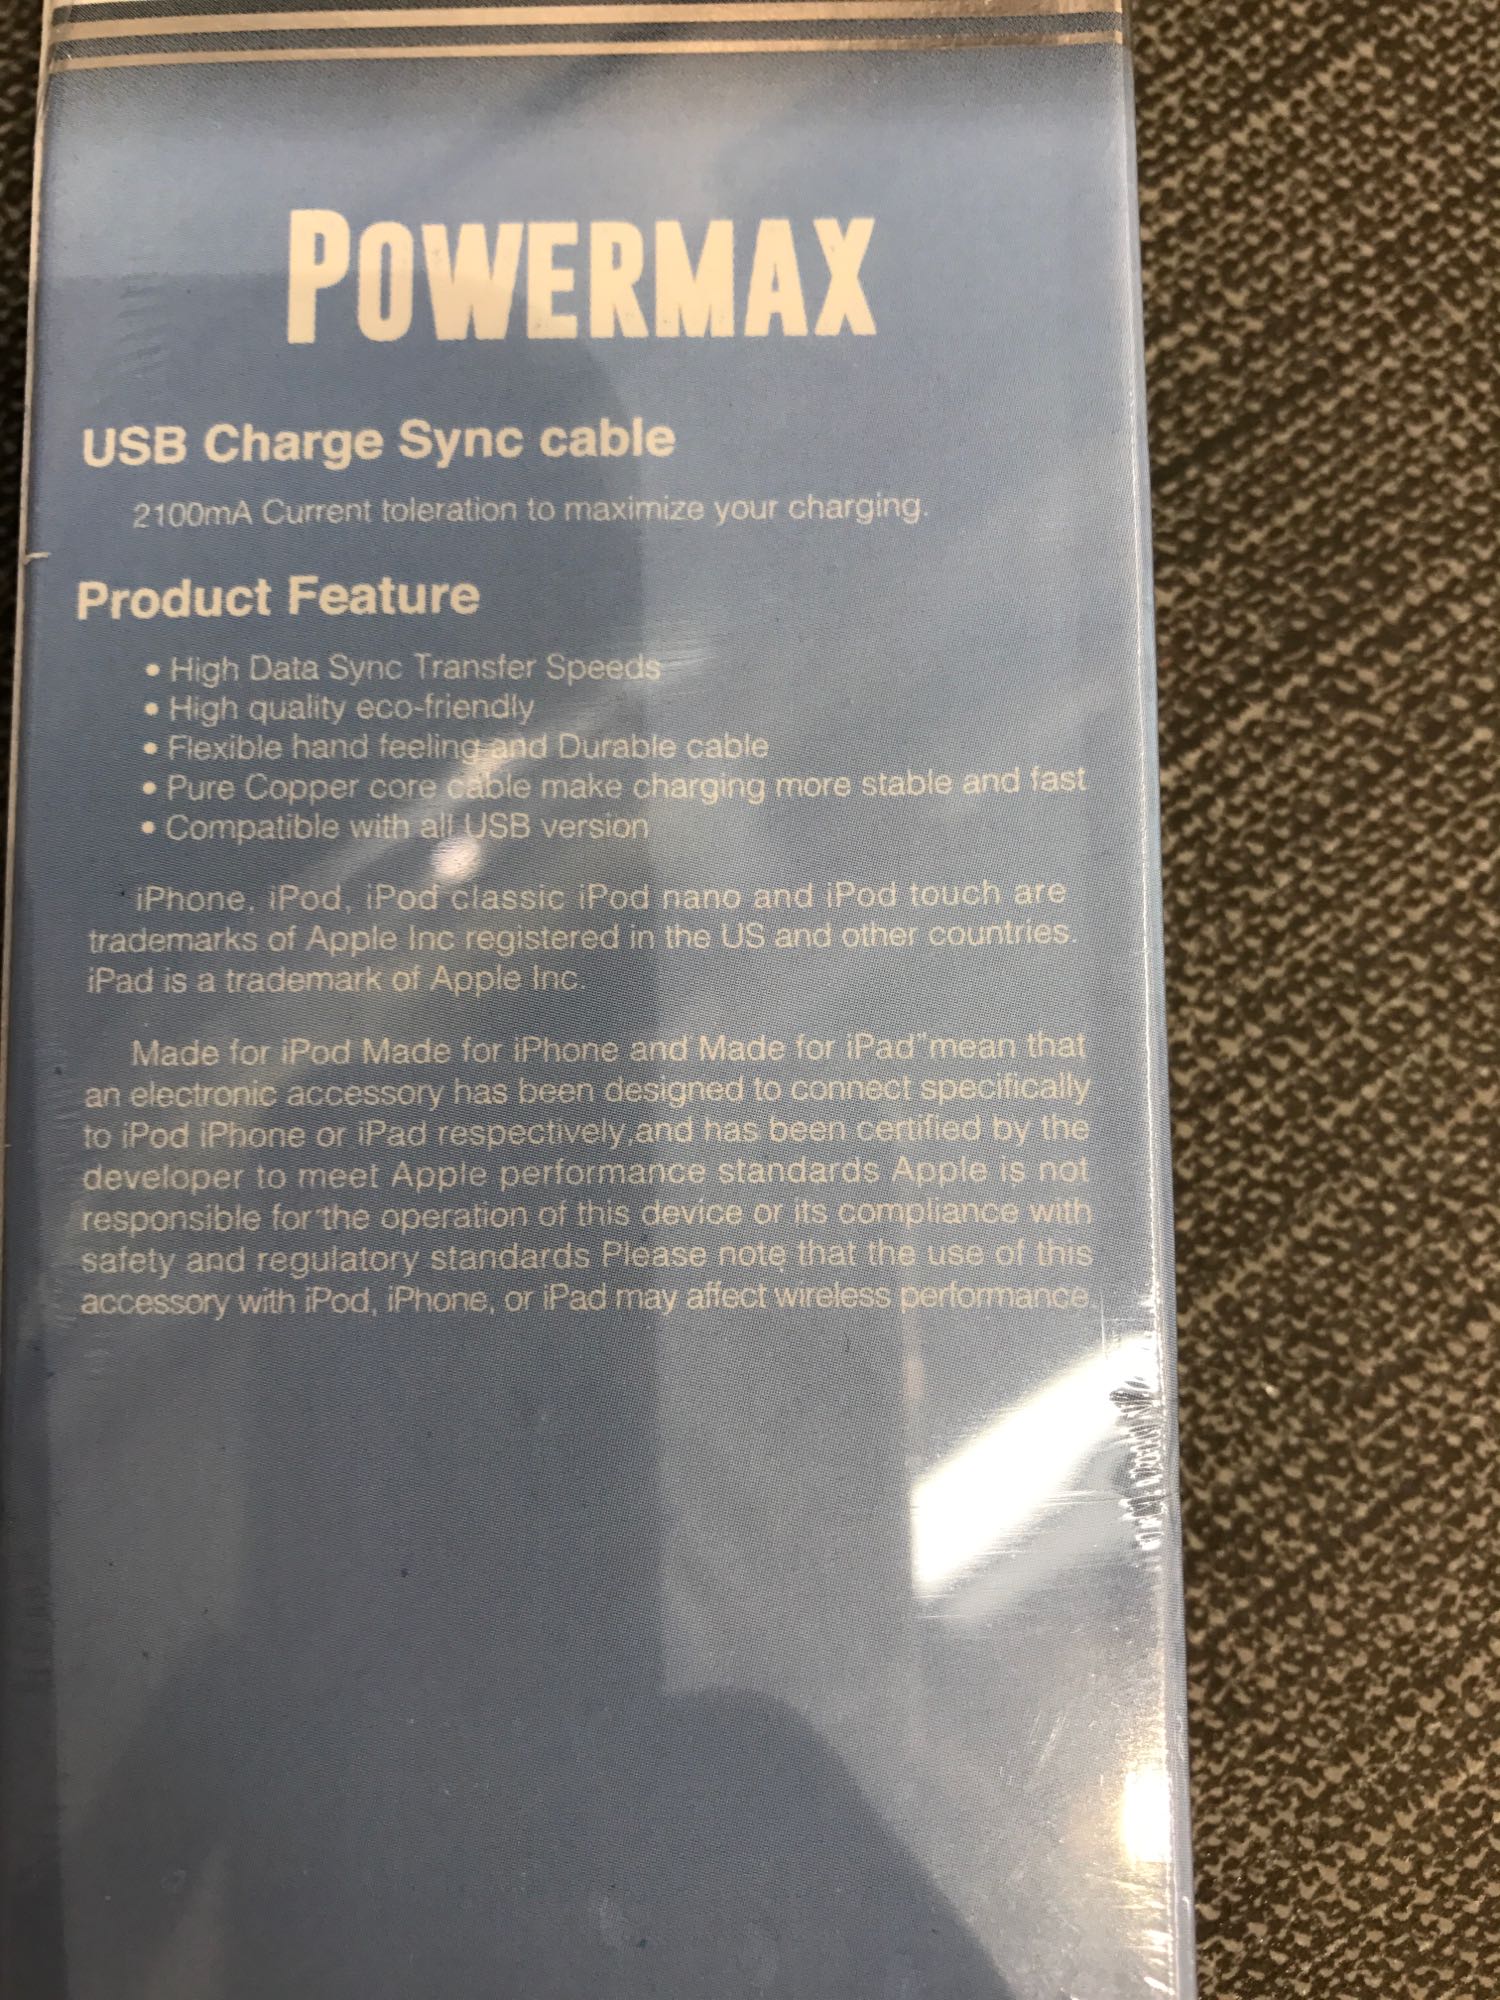 POWERMAX
USB Charge Sync cable
2100mA Current toleration to maximize your charging.
Product Feature
• High Data Sync Transfer Speeds
• High quality eco-friendly
• Flexible hand feeling and Durable cable
• Pure Copper core cable make charging more stable and fast
• Compatible with all USB version
iPhone, iPod, iPod classic iPod nano and iPod touch are
trademarks of Apple Inc registered in the US and other countries.
iPad is a trademark of Apple Inc.
Made for iPod Made for iPhone and Made for iPad"mean that
an electronic accessory has been designed to connect specifically
to iPod iPhone or iPad respectively,and has been certified by the
developer to meet Apple performance standards Apple is not
responsible for the operation of this device or its compliance with
safety and regulatory standards Please note that the use of this
accessory with iPod, iPhone, or iPad may affect wireless performance.